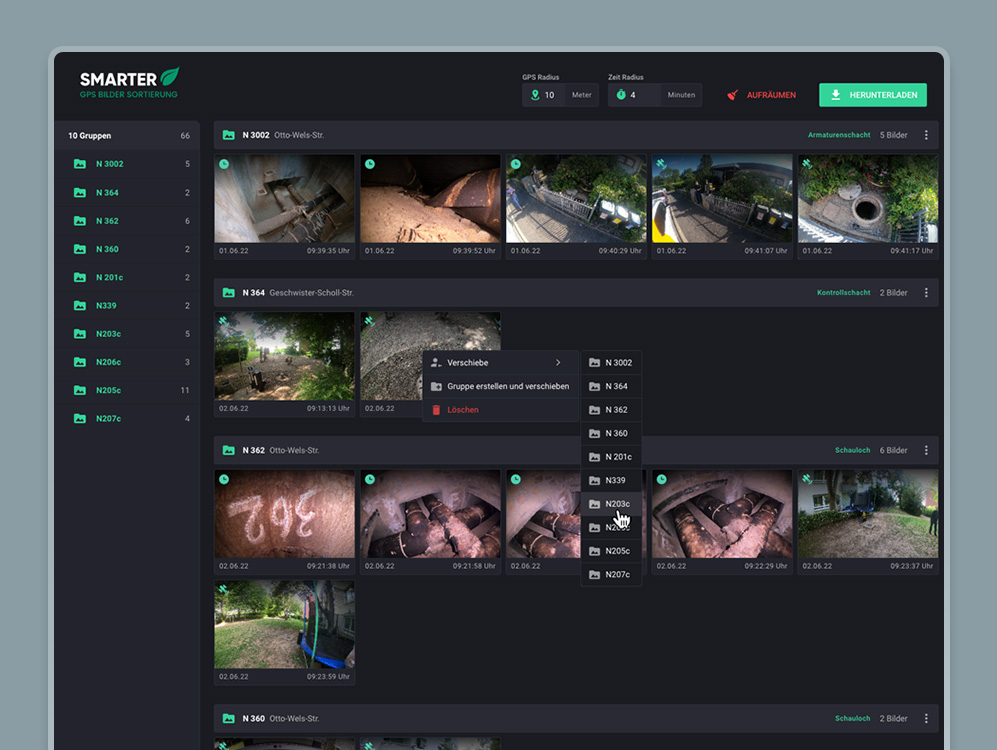 SMARTER
GPS BILDER SORTIERUNG
GPS Radius
10 Meter
Zeit Radius
4 Minuten
AUFRÄUMEN
HERUNTERLADEN
10 Gruppen 66
N 3002 5
N 364 2
N 362 6
N 360 2
N 201c 2
N339 2
N203c 5
N206c 3
N205c 11
N207c 4
N 3002 Otto-Wels-Str. Armaturenschacht 5 Bilder
01.06.22 09:39:35 Uhr
01.06.22 09:39:52 Uhr
01.06.22 09:40:29 Uhr
01.06.22 09:41:07 Uhr
01.06.22 09:41:17 Uhr
N 364 Geschwister-Scholl-Str. Kontrollschacht 2 Bilder
02.06.22 09:13:13 Uhr
02.06.22
Verschiebe
Gruppe erstellen und verschieben
Löschen
N 3002
N 364
N 362
N 360
N 201c
N339
N203c
N205c
N207c
N 362 Otto-Wels-Str. Schauloch 6 Bilder
362
02.06.22 09:21:38 Uhr
02.06.22 09:21:58 Uhr
02.06.22
02.06.22 09:22:29 Uhr
02.06.22 09:23:37 Uhr
02.06.22 09:23:59 Uhr
N 360 Otto-Wels-Str. Schauloch 2 Bilder